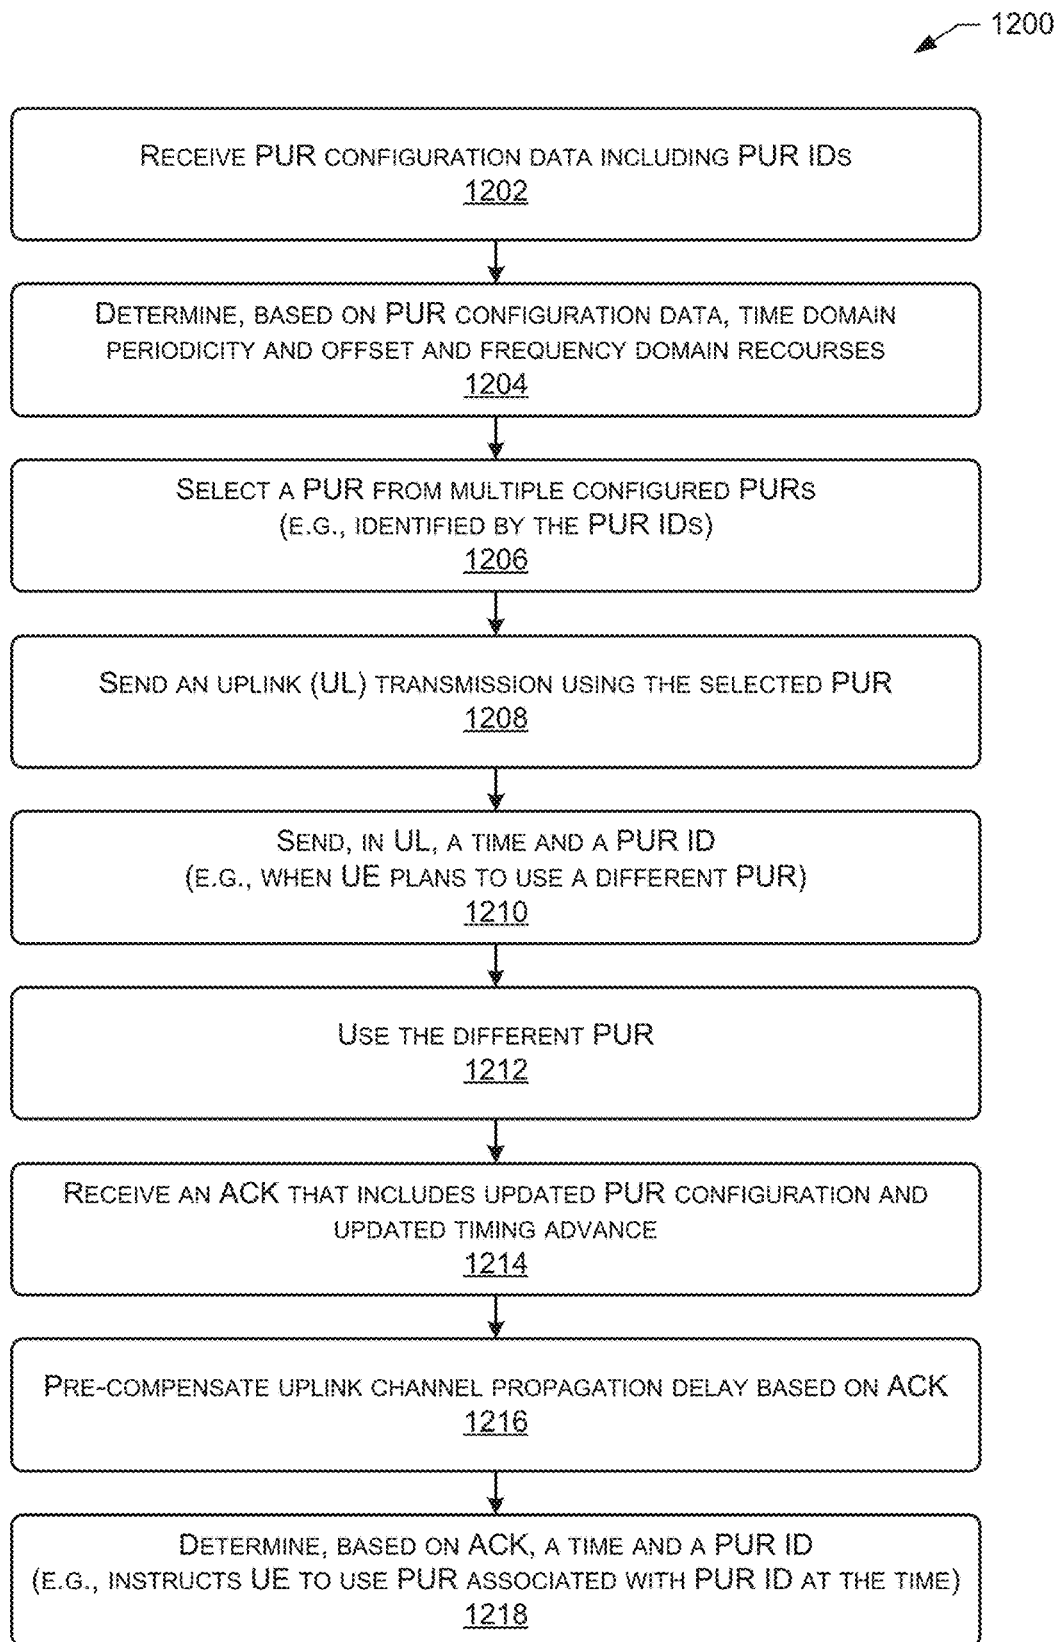 1200
RECEIVE PUR CONFIGURATION DATA INCLUDING PUR IDS
1202
DETERMINE, BASED ON PUR CONFIGURATION DATA, TIME DOMAIN
PERIODICITY AND OFFSET AND FREQUENCY DOMAIN RECOURSES
1204
SELECT A PUR FROM MULTIPLE CONFIGURED PURS
(E.G., IDENTIFIED BY THE PUR IDS)
1206
SEND AN UPLINK (UL) TRANSMISSION USING THE SELECTED PUR
1208
SEND, IN UL, A TIME AND A PUR ID
(E.G., WHEN UE PLANS TO USE A DIFFERENT PUR)
1210
USE THE DIFFERENT PUR
1212
RECEIVE AN ACK THAT INCLUDES UPDATED PUR CONFIGURATION AND
UPDATED TIMING ADVANCE
1214
PRE-COMPENSATE UPLINK CHANNEL PROPAGATION DELAY BASED ON ACK
1216
DETERMINE, BASED ON ACK, A TIME AND A PUR ID
(E.G., INSTRUCTS UE TO USE PUR ASSOCIATED WITH PUR ID AT THE TIME)
1218